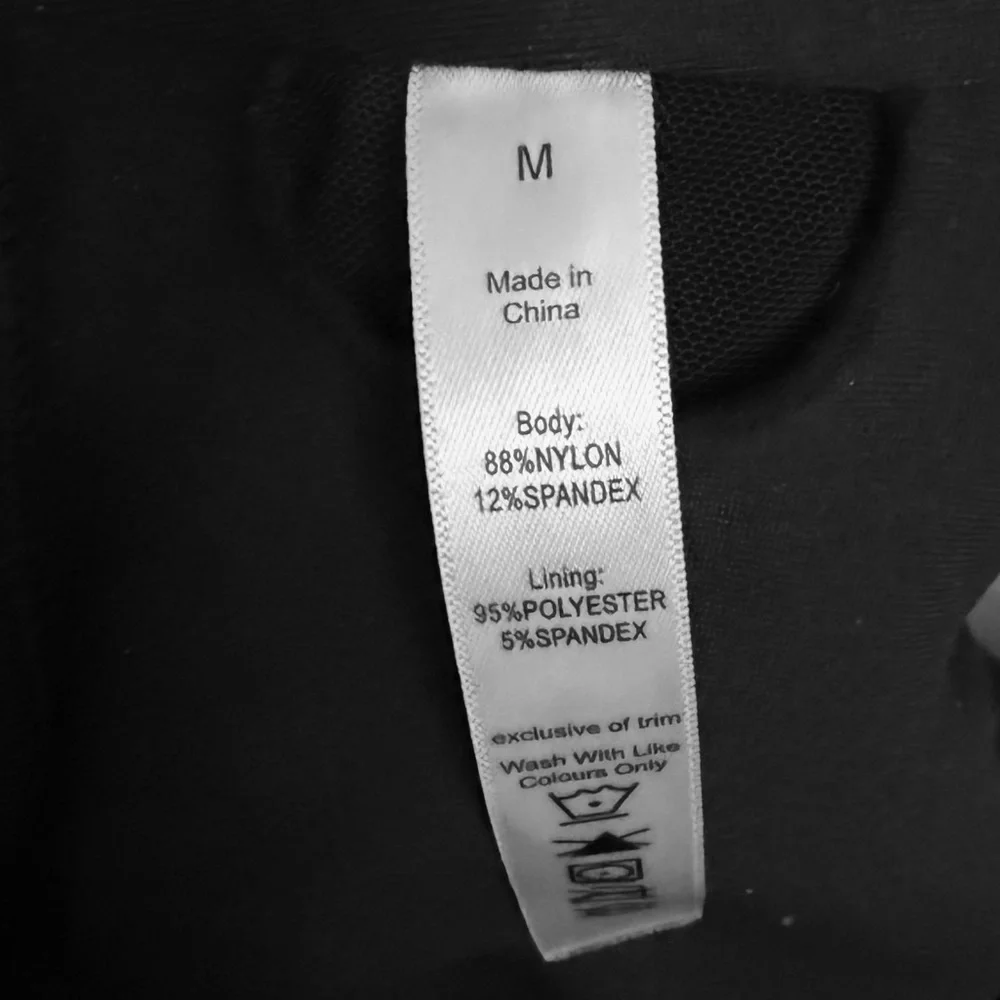 M
Made in
China
Body:
88%NYLON
12%SPANDEX
Lining:
95%POLYESTER
5%SPANDEX
exclusive of trim
Wash With Like
Colours Only